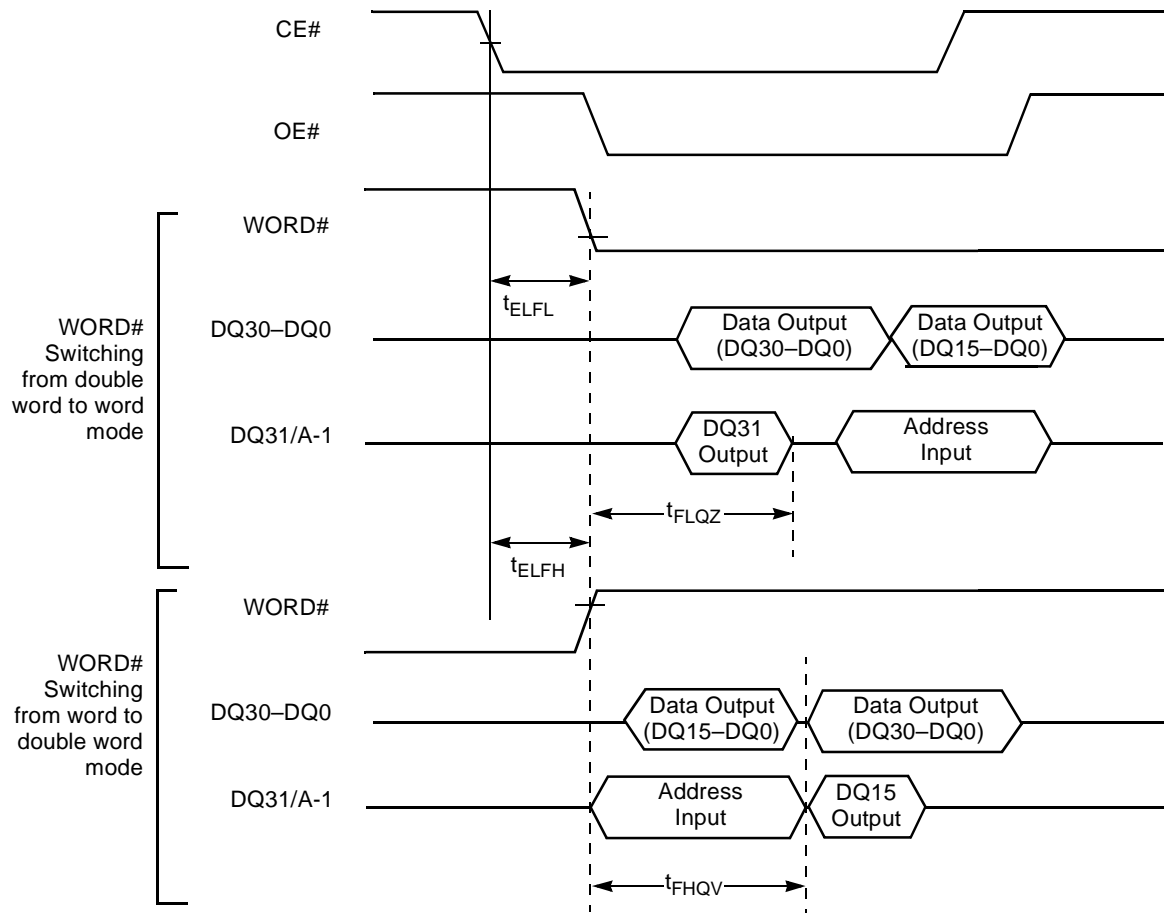 CE#
OE#
WORD#
tELFL
WORD#
Switching
from double
word to word
mode
DQ30–DQ0
Data Output
(DQ30–DQ0)
Data Output
(DQ15–DQ0)
DQ31/A-1
DQ31
Output
Address
Input
tFLQZ
tELFH
WORD#
WORD#
Switching
from word to
double word
mode
DQ30–DQ0
Data Output
(DQ15–DQ0)
Data Output
(DQ30–DQ0)
DQ31/A-1
Address
Input
DQ15
Output
tFHQV